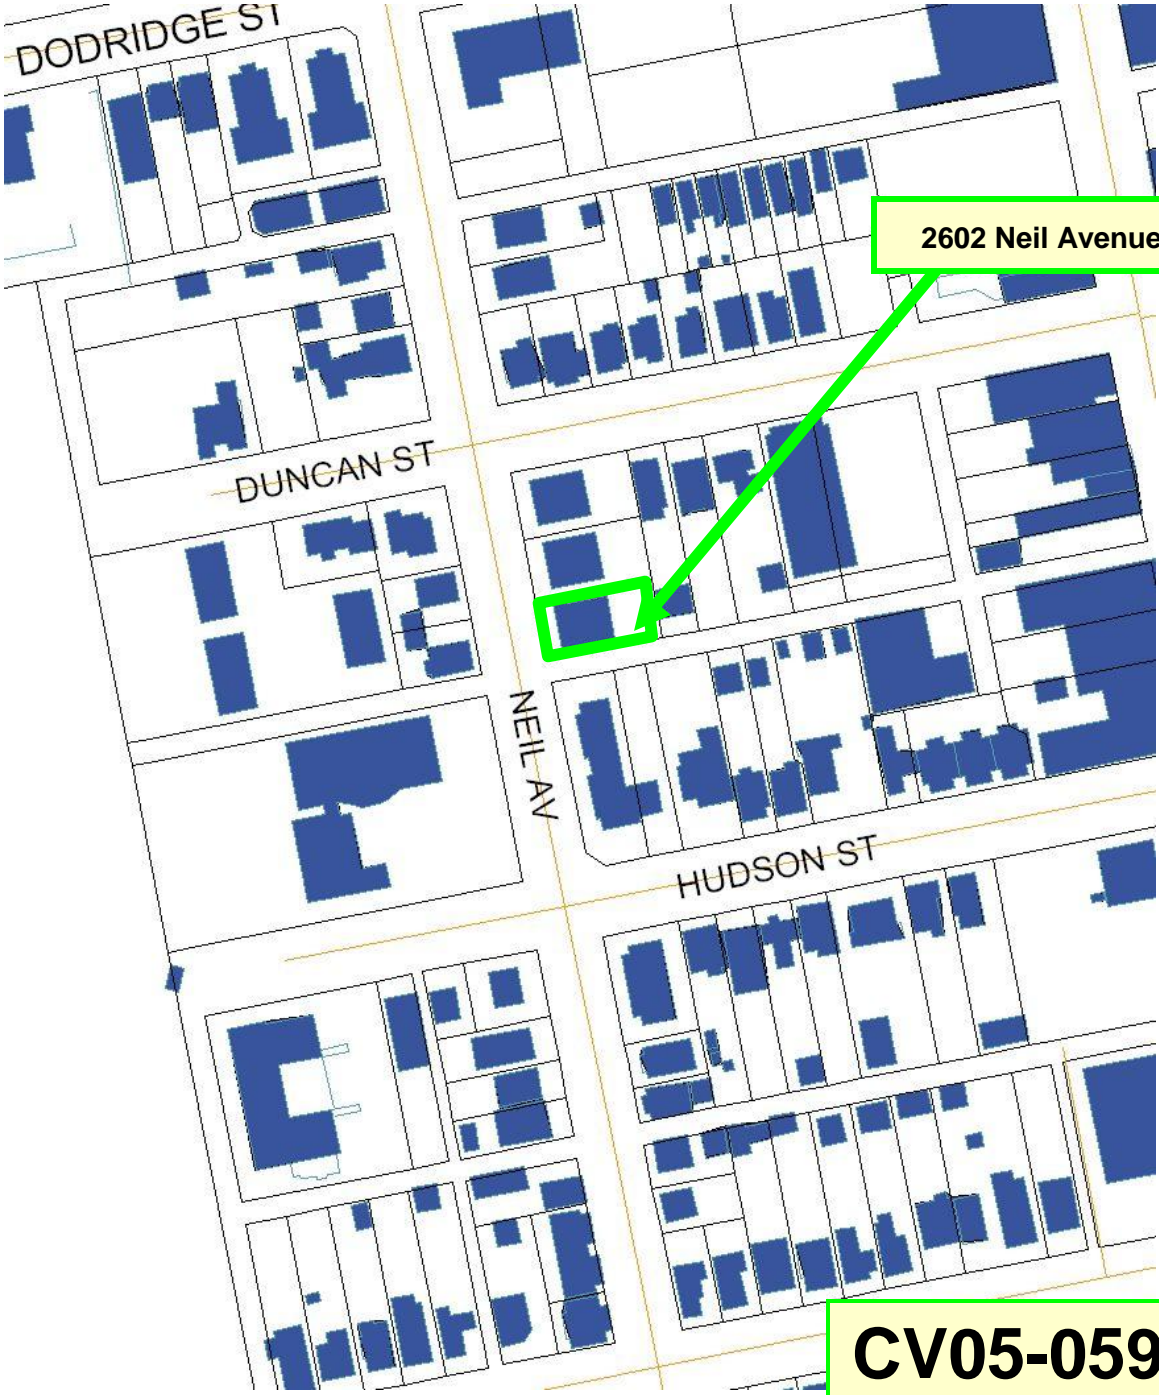 DODRIDGE ST
2602 Neil Avenue
DUNCAN ST
NEIL AV
HUDSON ST
CV05-059